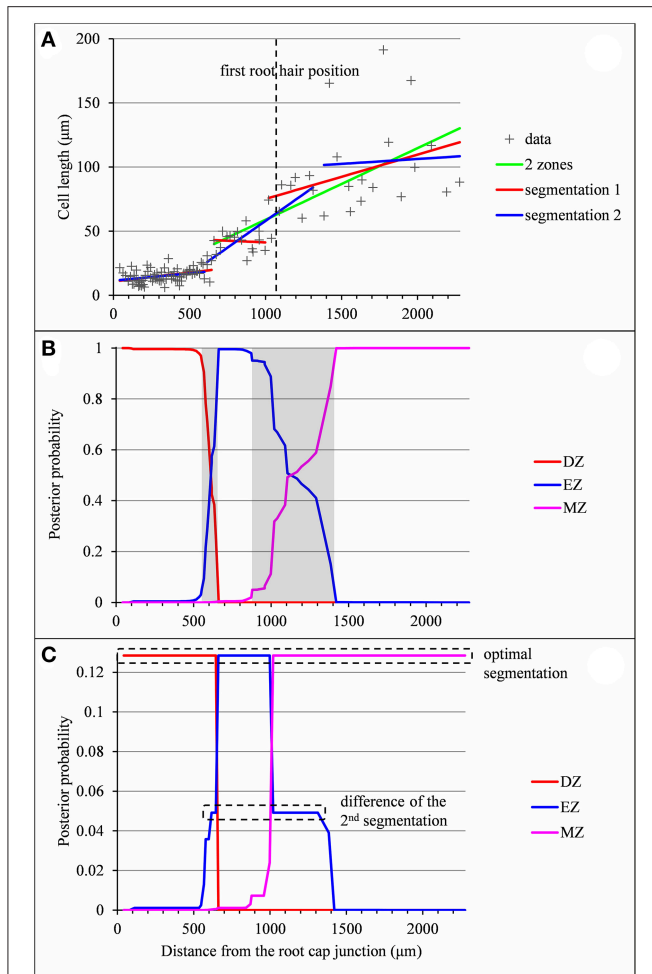 A
200
150
100
50
0
Cell length (μm)
first root hair position
0
500
1000
1500
2000
data
2 zones
segmentation 1
segmentation 2
B
1
0.8
0.6
0.4
0.2
0
Posterior probability
0
500
1000
1500
2000
DZ
EZ
MZ
C
0.12
0.1
0.08
0.06
0.04
0.02
0
Posterior probability
optimal
segmentation
difference of the
2nd segmentation
DZ
EZ
MZ
0
500
1000
1500
2000
Distance from the root cap junction (μm)